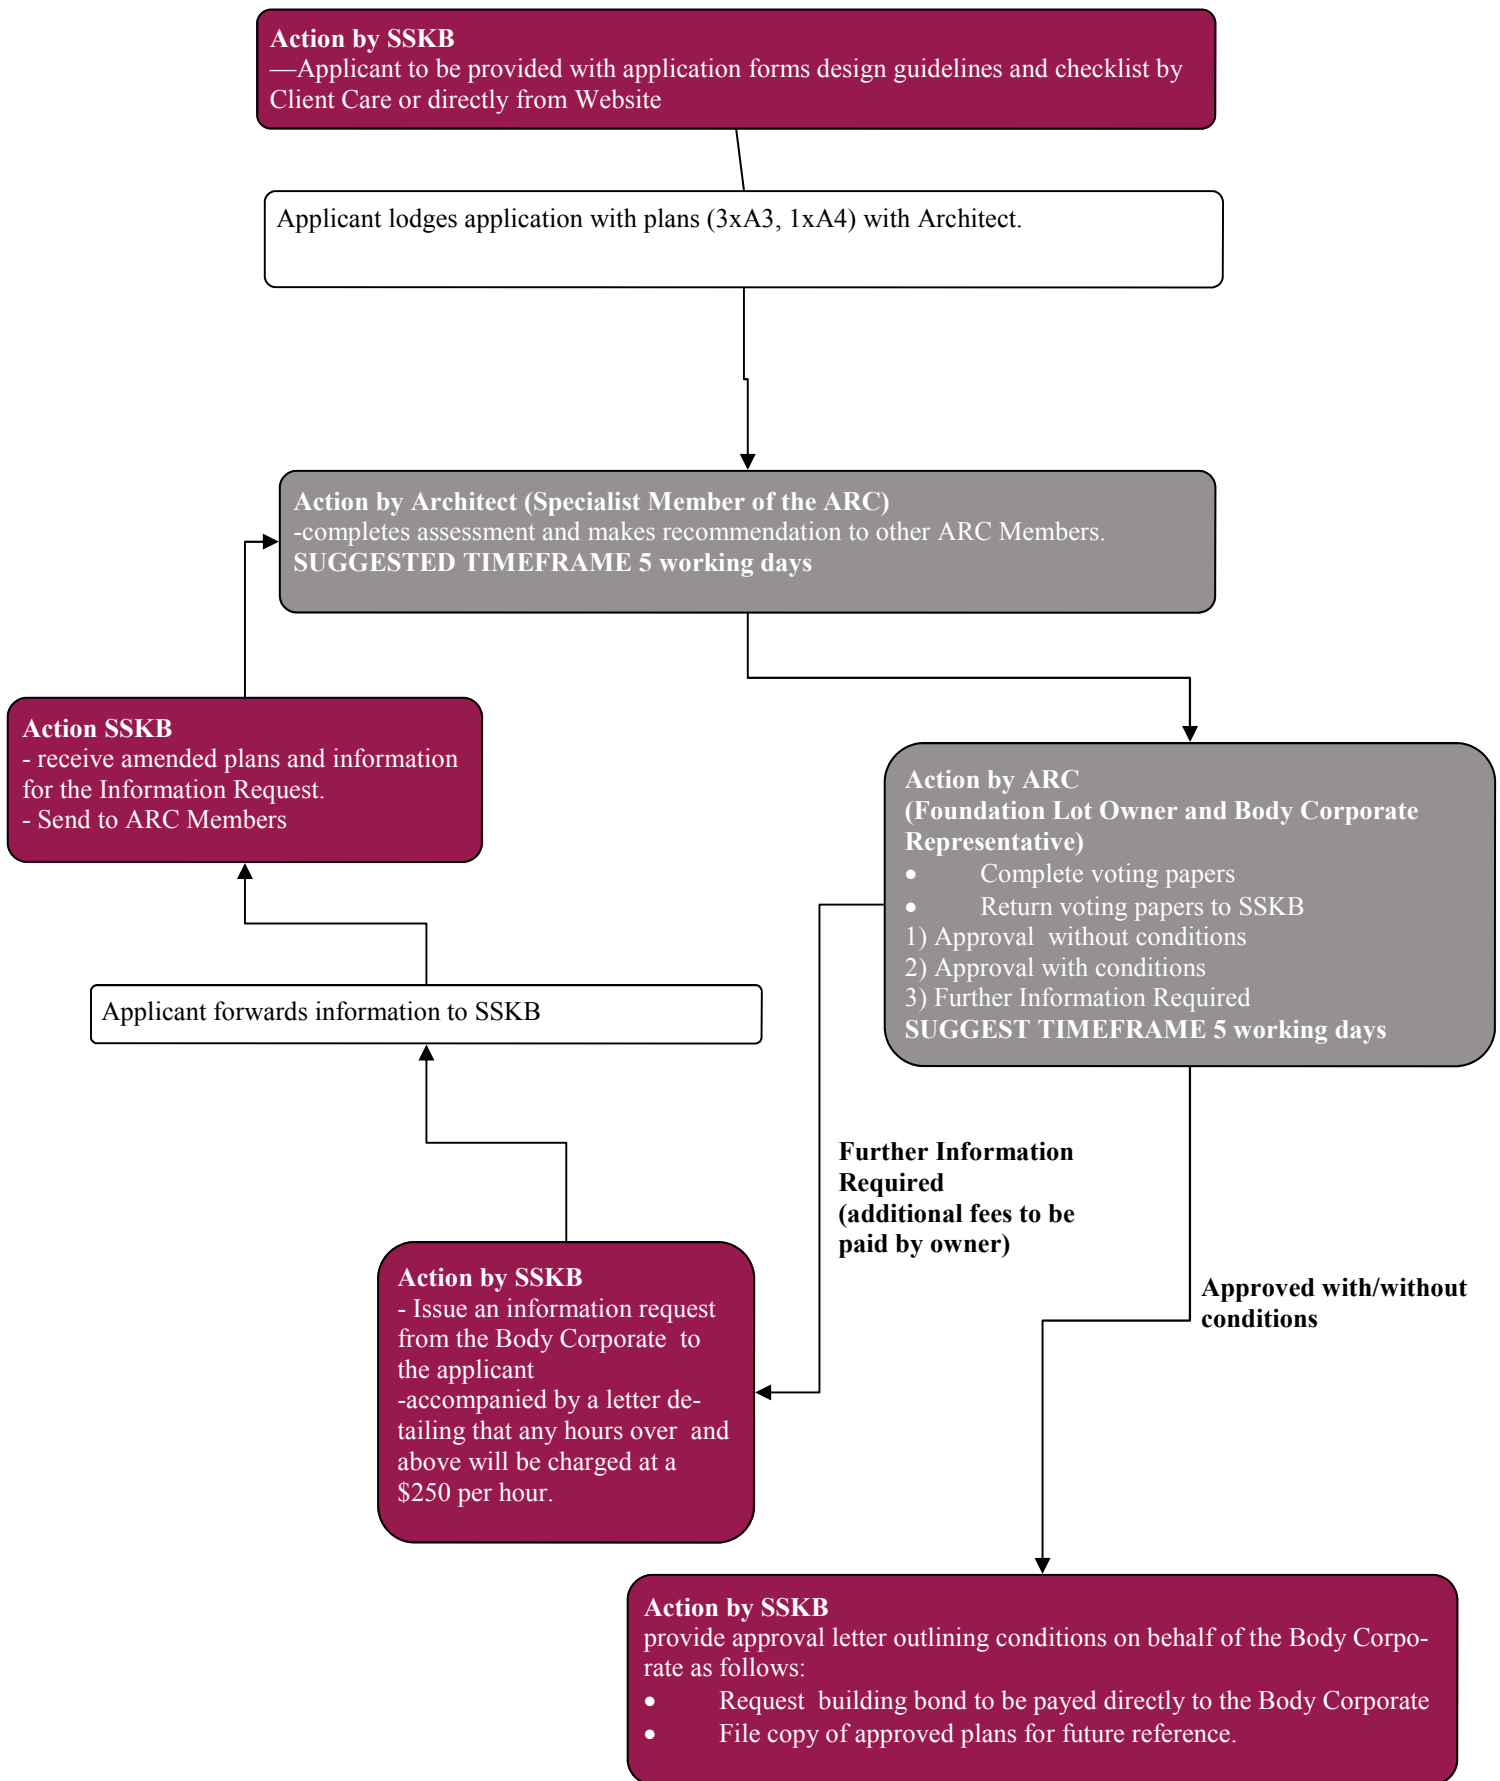 Action by SSKB
—Applicant to be provided with application forms design guidelines and checklist by
Client Care or directly from Website
Applicant lodges application with plans (3xA3, 1xA4) with Architect.
Action by Architect (Specialist Member of the ARC)
-completes assessment and makes recommendation to other ARC Members.
SUGGESTED TIMEFRAME 5 working days
Action SSKB
- receive amended plans and information
for the Information Request.
- Send to ARC Members
Action by ARC
(Foundation Lot Owner and Body Corporate
Representative)
• Complete voting papers
• Return voting papers to SSKB
1) Approval  without conditions
2) Approval with conditions
3) Further Information Required
SUGGEST TIMEFRAME 5 working days
Applicant forwards information to SSKB
Further Information
Required
(additional fees to be
paid by owner)
Action by SSKB
- Issue an information request
from the Body Corporate  to
the applicant
-accompanied by a letter de-
tailing that any hours over  and
above will be charged at a
$250 per hour.
Approved with/without
conditions
Action by SSKB
provide approval letter outlining conditions on behalf of the Body Corpo-
rate as follows:
• Request  building bond to be payed directly to the Body Corporate
• File copy of approved plans for future reference.